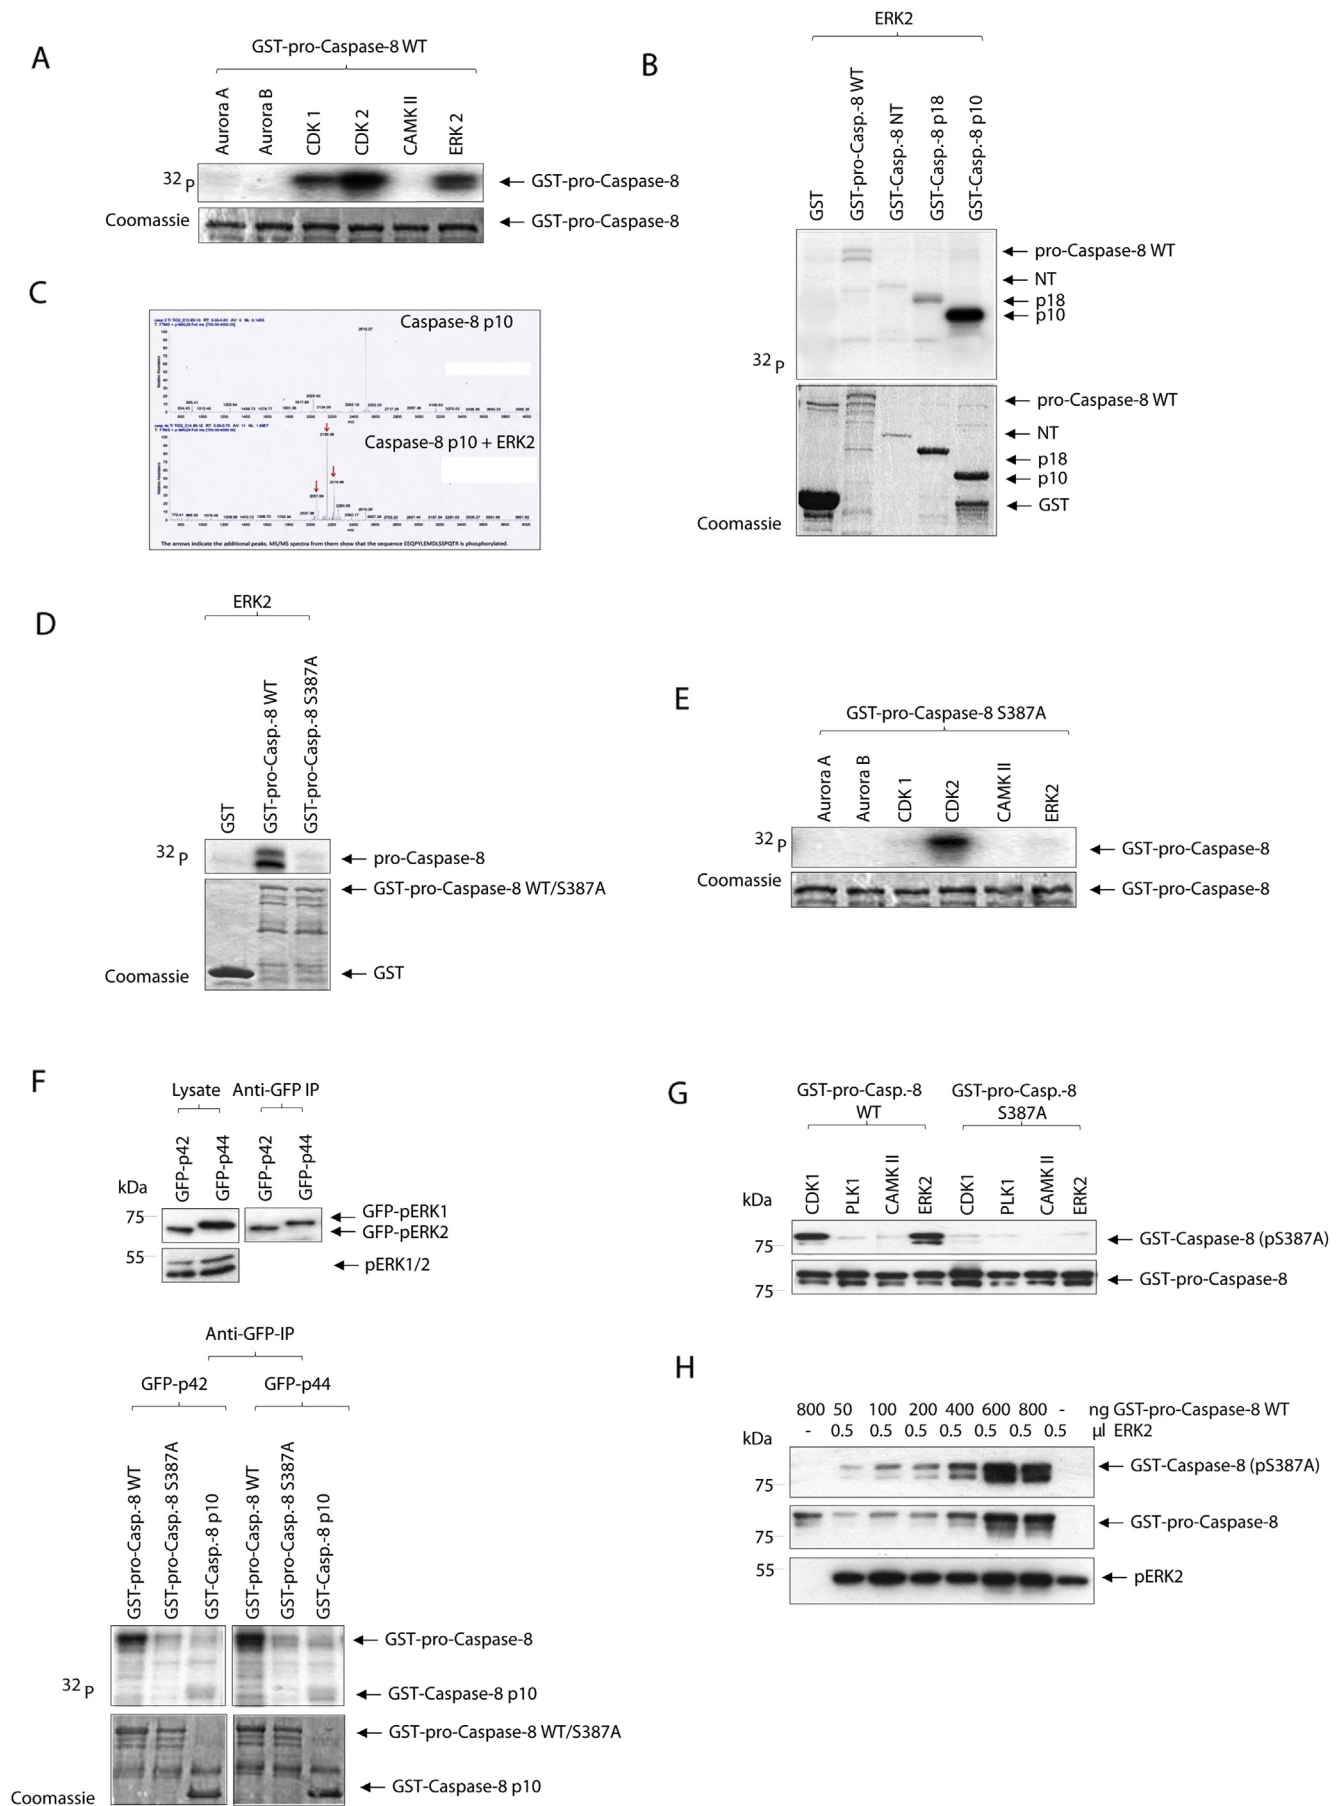 A
GST-pro-Caspase-8 WT
Aurora A
Aurora B
CDK 1
CDK 2
CAMK II
ERK 2
32 P
GST-pro-Caspase-8
Coomassie
GST-pro-Caspase-8
B
ERK2
GST
GST-pro-Casp.-8 WT
GST-Casp.-8 NT
GST-Casp.-8 p18
GST-Casp.-8 p10
pro-Caspase-8 WT
NT
p18
p10
32 P
pro-Caspase-8 WT
NT
p18
p10
GST
Coomassie
C
Caspase-8 p10
Caspase-8 p10 + ERK2
The arrows indicate the additional peaks. MS/MS spectra from them show that the sequence EEQPYLEMDLSSPQTR is phosphorylated.
D
ERK2
GST
GST-pro-Casp.-8 WT
GST-pro-Casp.-8 S387A
32 P
pro-Caspase-8
GST-pro-Caspase-8 WT/S387A
Coomassie
GST
E
GST-pro-Caspase-8 S387A
Aurora A
Aurora B
CDK 1
CDK2
CAMK II
ERK2
32 P
GST-pro-Caspase-8
Coomassie
GST-pro-Caspase-8
F
Lysate
Anti-GFP IP
GFP-p42
GFP-p44
GFP-p42
GFP-p44
kDa
75
GFP-pERK1
GFP-pERK2
55
pERK1/2
Anti-GFP-IP
GFP-p42
GFP-p44
GST-pro-Casp.-8 WT
GST-pro-Casp.-8 S387A
GST-Casp.-8 p10
GST-pro-Casp.-8 WT
GST-pro-Casp.-8 S387A
GST-Casp.-8 p10
GST-pro-Caspase-8
32 P
GST-Caspase-8 p10
GST-pro-Caspase-8 WT/S387A
GST-Caspase-8 p10
Coomassie
G
GST-pro-Casp.-8 WT
GST-pro-Casp.-8 S387A
CDK1
PLK1
CAMK II
ERK2
CDK1
PLK1
CAMK II
ERK2
kDa
75
GST-Caspase-8 (pS387A)
75
GST-pro-Caspase-8
H
800 50 100 200 400 600 800 - ng GST-pro-Caspase-8 WT
- 0.5 0.5 0.5 0.5 0.5 0.5 0.5 µl ERK2
kDa
75
GST-Caspase-8 (pS387A)
75
GST-pro-Caspase-8
55
pERK2